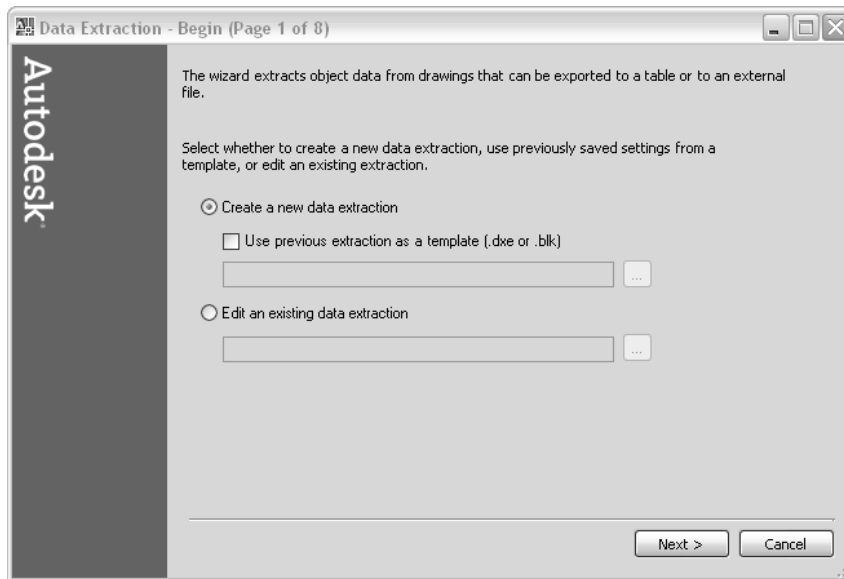 Data Extraction - Begin (Page 1 of 8)
Autodesk
The wizard extracts object data from drawings that can be exported to a table or to an external
file.
Select whether to create a new data extraction, use previously saved settings from a
template, or edit an existing extraction.
Create a new data extraction
Use previous extraction as a template (.dxe or .blk)
...
Edit an existing data extraction
...
Next >
Cancel